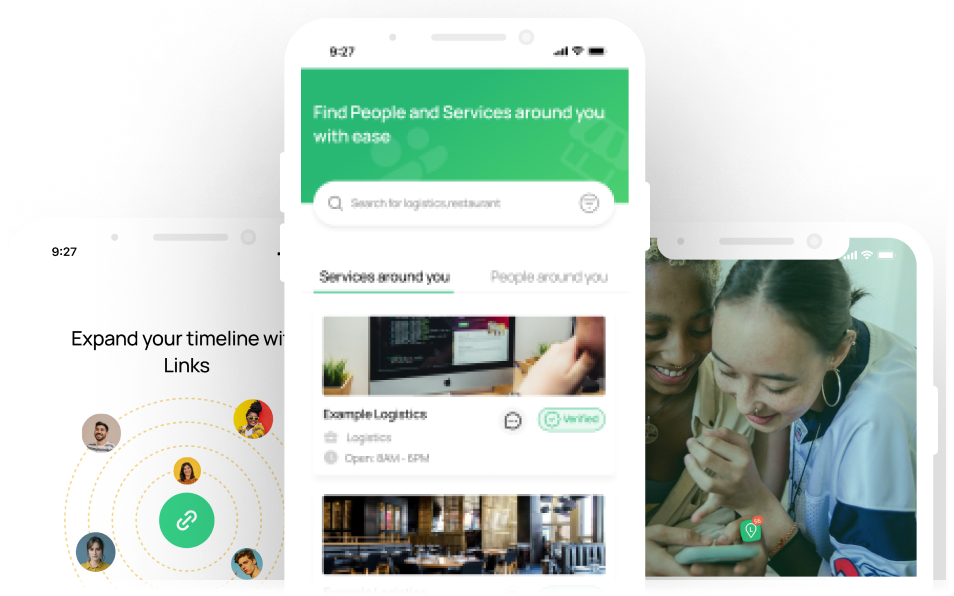 9:27
Find People and Services around you
with ease
Search for logistics,restaurant
Services around you
People around you
Example Logistics
Verified
Logistics
Open: 8AM - 6PM
9:27
Expand your timeline wit
Links